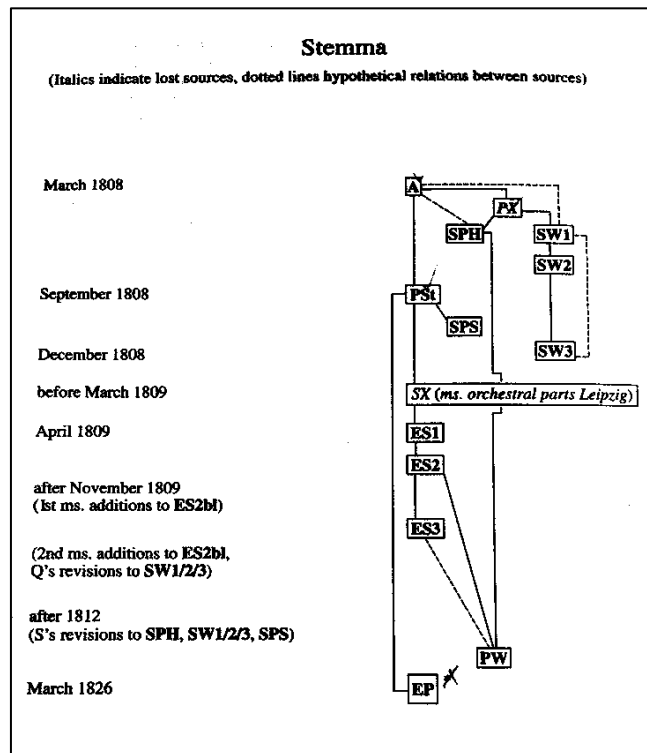 Stemma
(Italics indicate lost sources, dotted lines hypothetical relations between sources)
March 1808
A
PX
SPH
SW1
SW2
September 1808
PSt
SPS
December 1808
SW3
before March 1809
SX (ms. orchestral parts Leipzig)
April 1809
ES1
ES2
after November 1809
(1st ms. additions to ES2bl)
ES3
(2nd ms. additions to ES2bl,
Q's revisions to SW1/2/3)
after 1812
(S's revisions to SPH, SW1/2/3, SPS)
PW
March 1826
EP